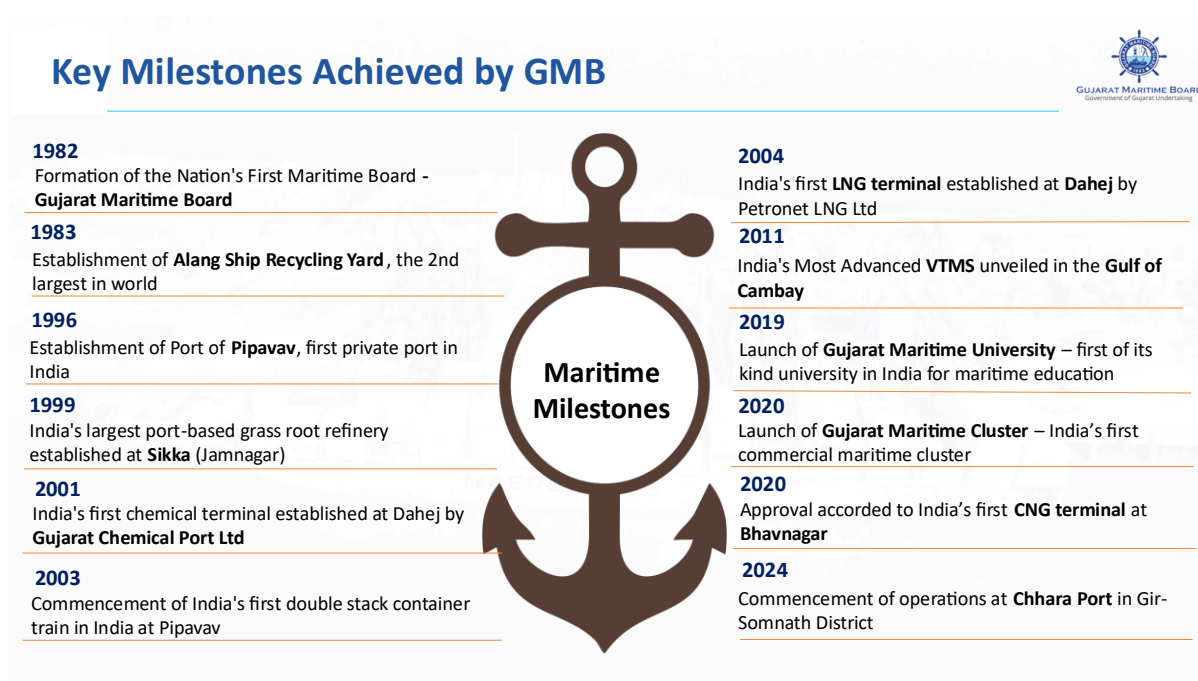 Key Milestones Achieved by GMB
GUJARAT MARITIME BOARD
Government of Gujarat Undertaking
1982
Formation of the Nation's First Maritime Board -
Gujarat Maritime Board
1983
Establishment of Alang Ship Recycling Yard, the 2nd
largest in world
1996
Establishment of Port of Pipavav, first private port in
India
1999
India's largest port-based grass root refinery
established at Sikka (Jamnagar)
2001
India's first chemical terminal established at Dahej by
Gujarat Chemical Port Ltd
2003
Commencement of India's first double stack container
train in India at Pipavav
Maritime
Milestones
2004
India's first LNG terminal established at Dahej by
Petronet LNG Ltd
2011
India's Most Advanced VTMS unveiled in the Gulf of
Cambay
2019
Launch of Gujarat Maritime University – first of its
kind university in India for maritime education
2020
Launch of Gujarat Maritime Cluster – India’s first
commercial maritime cluster
2020
Approval accorded to India’s first CNG terminal at
Bhavnagar
2024
Commencement of operations at Chhara Port in Gir-
Somnath District